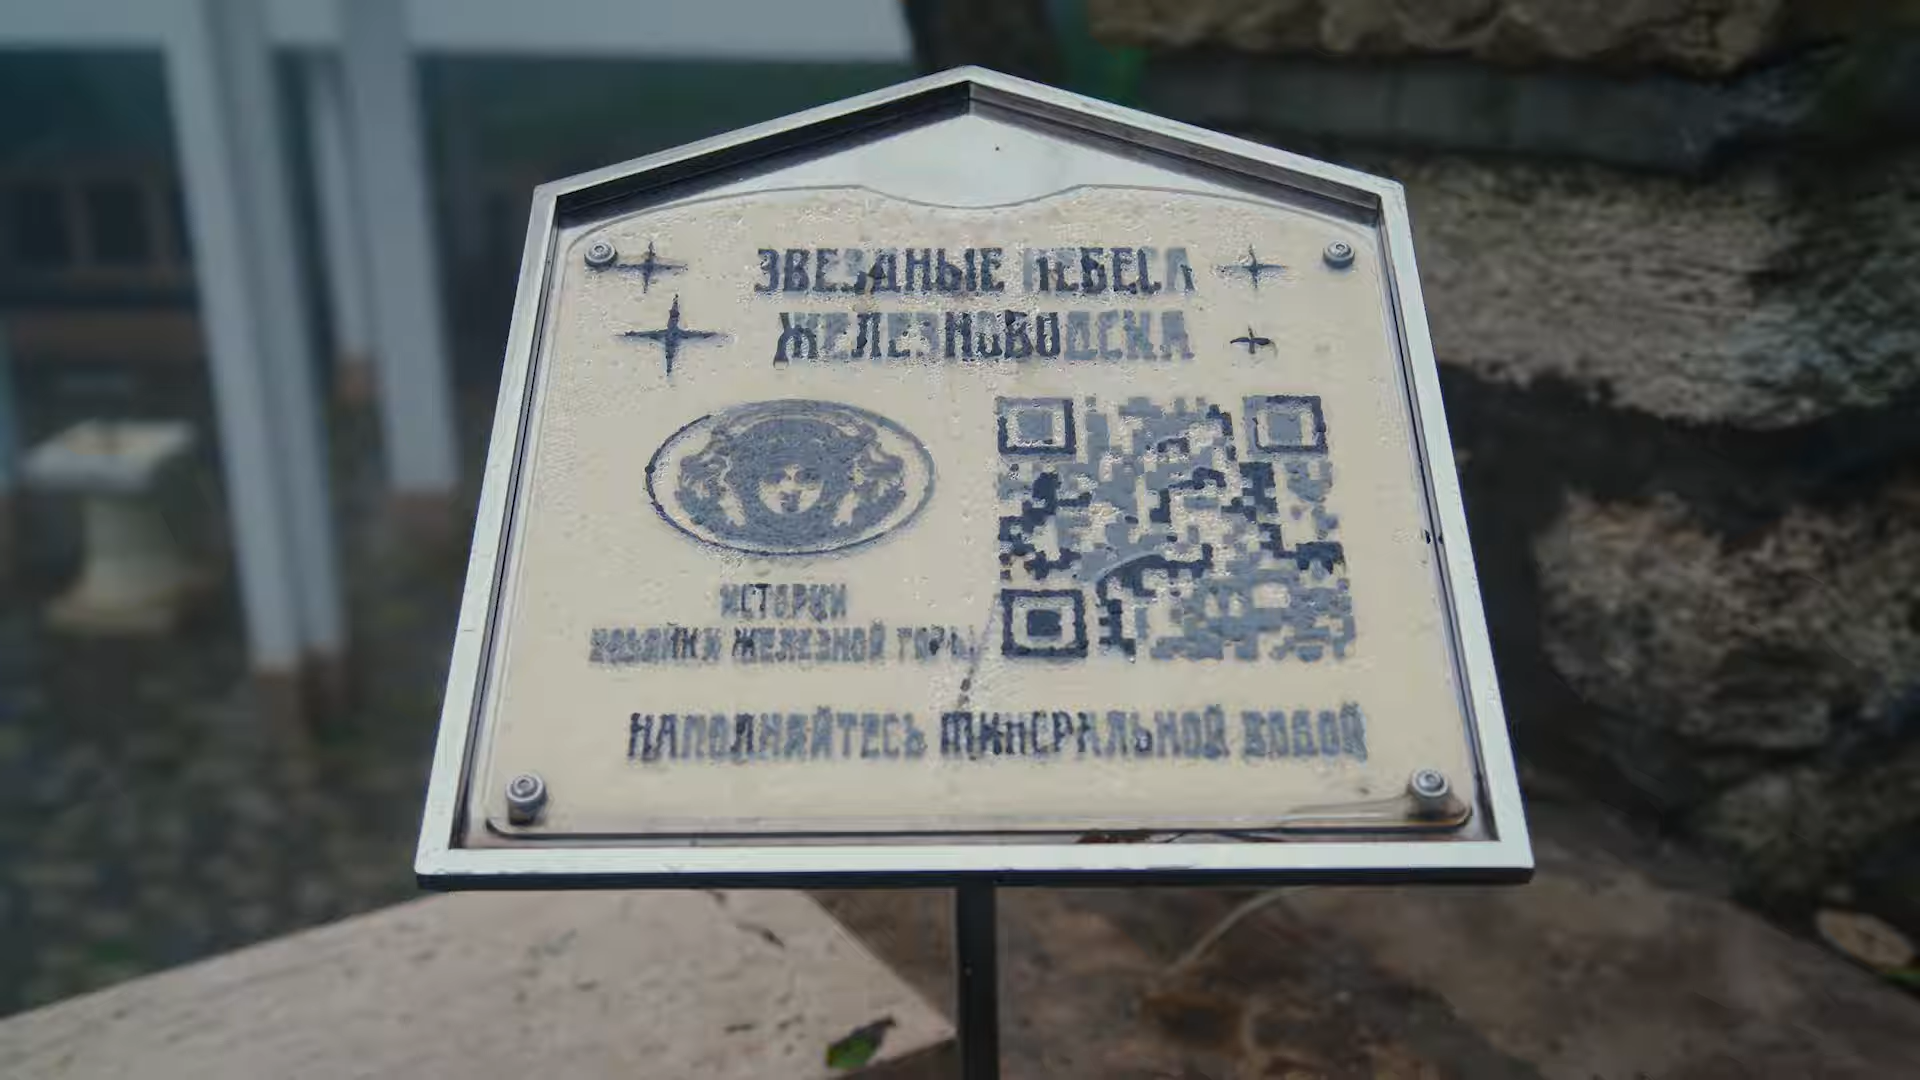 ЗВЕЗДНЫЕ НЕБЕСА
ЖЕЛЕЗНОВОДСКА
ИСТОРИИ
ХОЗЯЙКИ ЖЕЛЕЗНОЙ ГОРЫ
НАПОЛНЯЙТЕСЬ МИНЕРАЛЬНОЙ ВОДОЙ